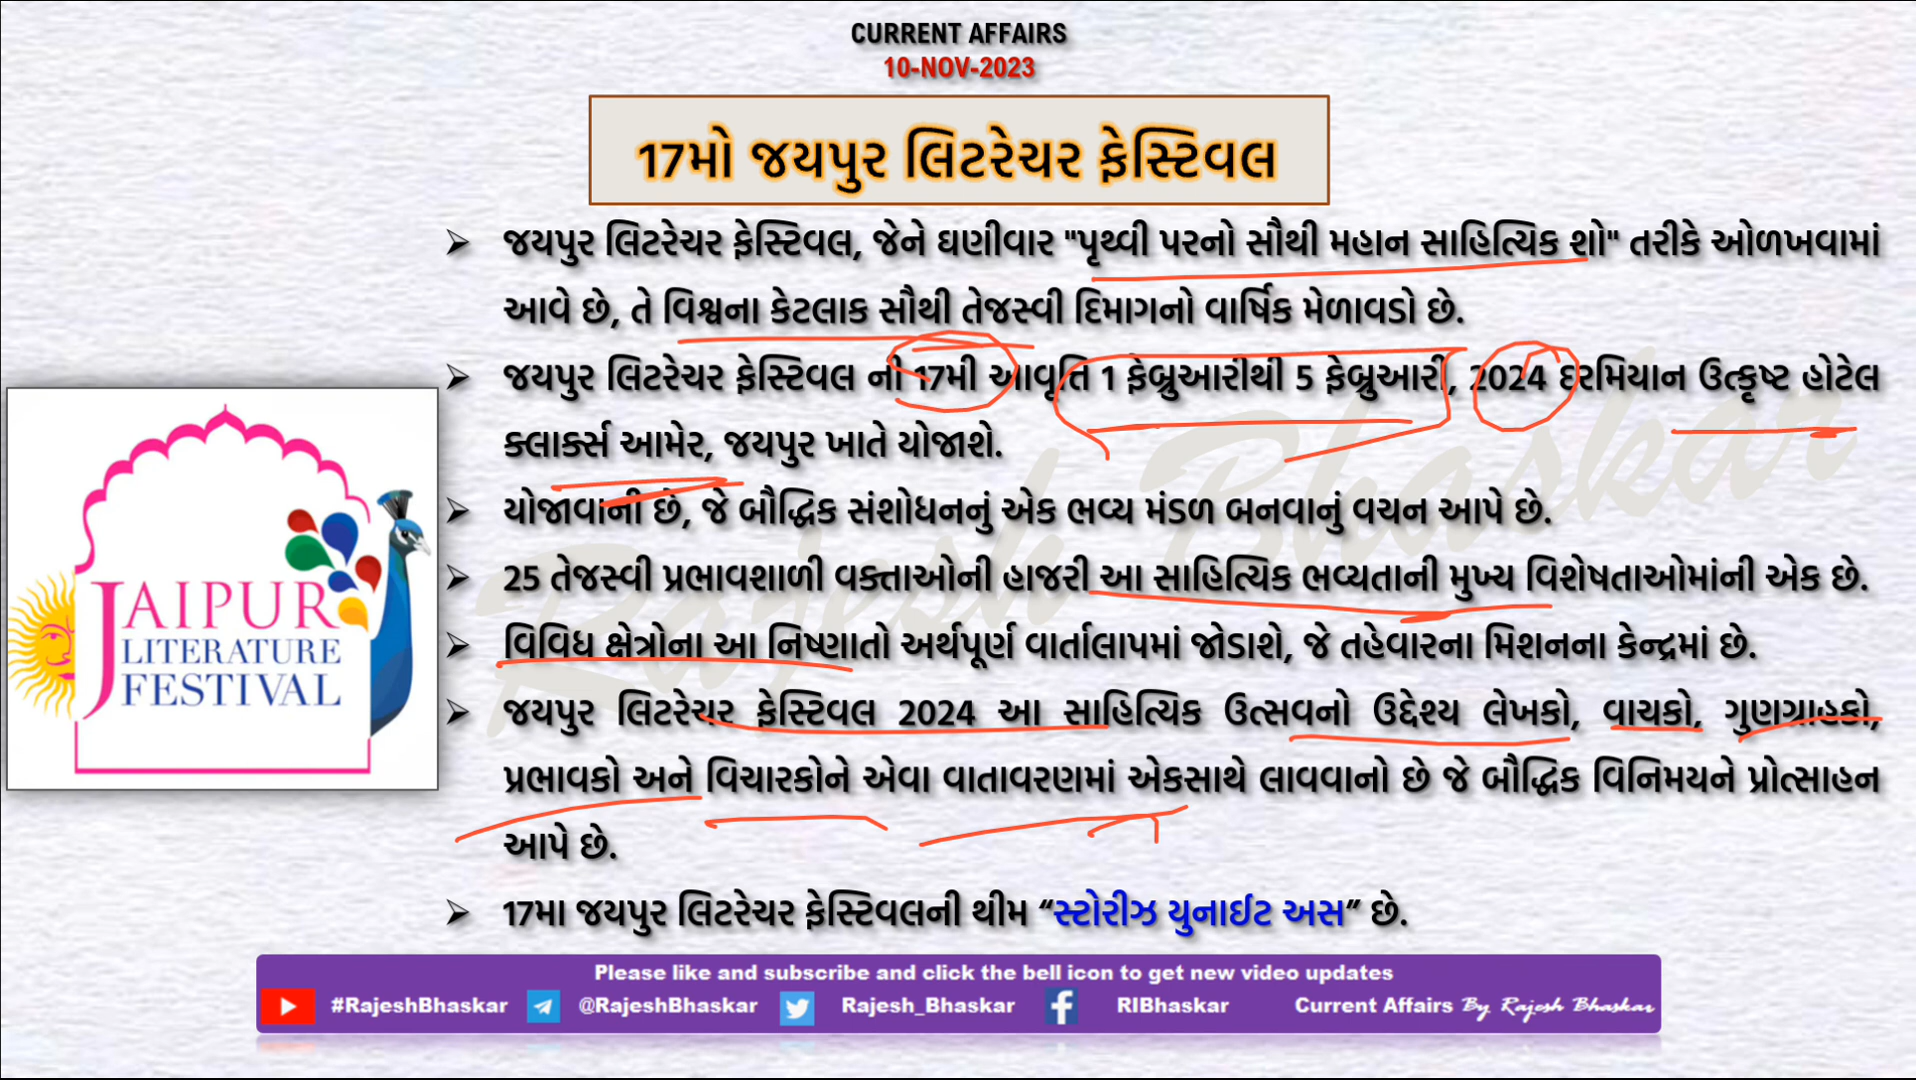 CURRENT AFFAIRS
10-NOV-2023
17મો જયપુર લિટરેચર ફેસ્ટિવલ
➢ જયપુર લિટરેચર ફેસ્ટિવલ, જેને ઘણીવાર "પૃથ્વી પરનો સૌથી મહાન સાહિત્યિક શો" તરીકે ઓળખવામાં
આવે છે, તે વિશ્વના કેટલાક સૌથી તેજસ્વી દિમાગનો વાર્ષિક મેળાવડો છે.
➢ જયપુર લિટરેચર ફેસ્ટિવલ ની 17મી આવૃતિ 1 ફેબ્રુઆરીથી 5 ફેબ્રુઆરી, 2024 દરમિયાન ઉત્કૃષ્ટ હોટેલ
ક્લાર્ક્સ આમેર, જયપુર ખાતે યોજાશે.
➢ યોજાવાની છે, જે બૌદ્ધિક સંશોધનનું એક ભવ્ય મંડળ બનવાનું વચન આપે છે.
➢ 25 તેજસ્વી પ્રભાવશાળી વક્તાઓની હાજરી આ સાહિત્યિક ભવ્યતાની મુખ્ય વિશેષતાઓમાંની એક છે.
➢ વિવિધ ક્ષેત્રોના આ નિષ્ણાતો અર્થપૂર્ણ વાર્તાલાપમાં જોડાશે, જે તહેવારના મિશનના કેન્દ્રમાં છે.
➢ જયપુર લિટરેચર ફેસ્ટિવલ 2024 આ સાહિત્યિક ઉત્સવનો ઉદ્દેશ્ય લેખકો, વાચકો, ગુણગ્રાહકો,
પ્રભાવકો અને વિચારકોને એવા વાતાવરણમાં એકસાથે લાવવાનો છે જે બૌદ્ધિક વિનિમયને પ્રોત્સાહન
આપે છે.
➢ 17મા જયપુર લિટરેચર ફેસ્ટિવલની થીમ “સ્ટોરીઝ યુનાઈટ અસ” છે.
JAIPUR
LITERATURE
FESTIVAL
Rajesh Bhaskar
Please like and subscribe and click the bell icon to get new video updates
#RajeshBhaskar @RajeshBhaskar Rajesh_Bhaskar RIBhaskar Current Affairs By Rajesh Bhaskar